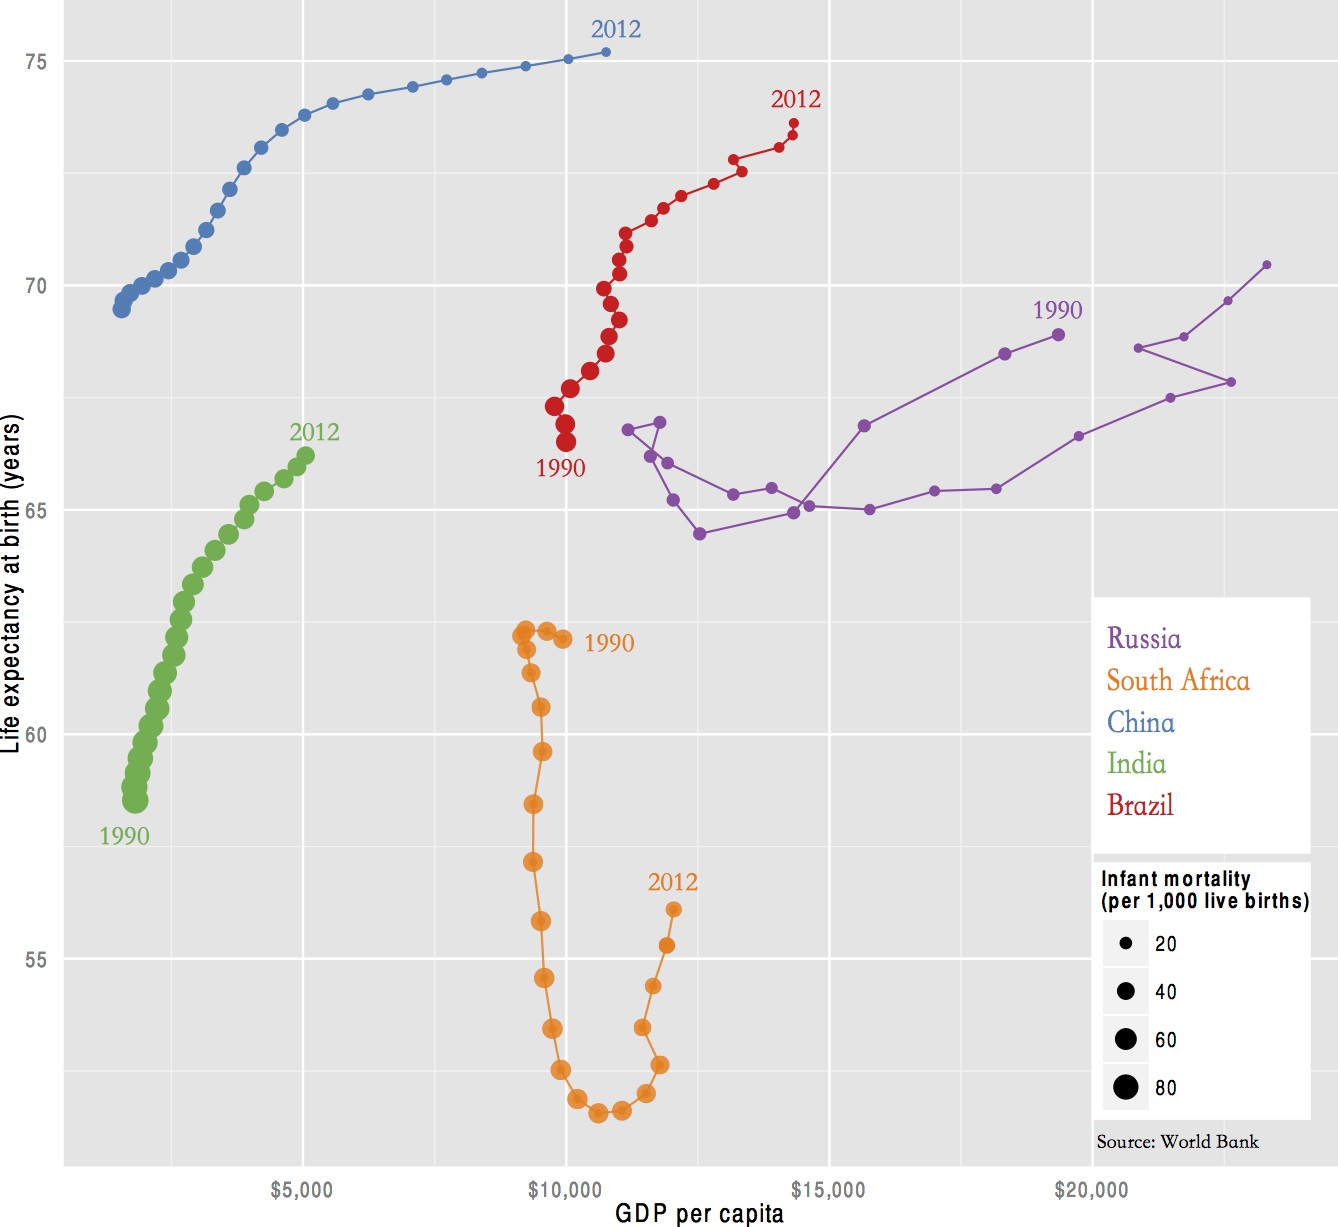 2012
75
2012
70
1990
2012
1990
65
1990
60
1990
2012
55
Life expectancy at birth (years)
Russia
South Africa
China
India
Brazil
Infant mortality
(per 1,000 live births)
20
40
60
80
Source: World Bank
$5,000
$10,000
$15,000
$20,000
GDP per capita